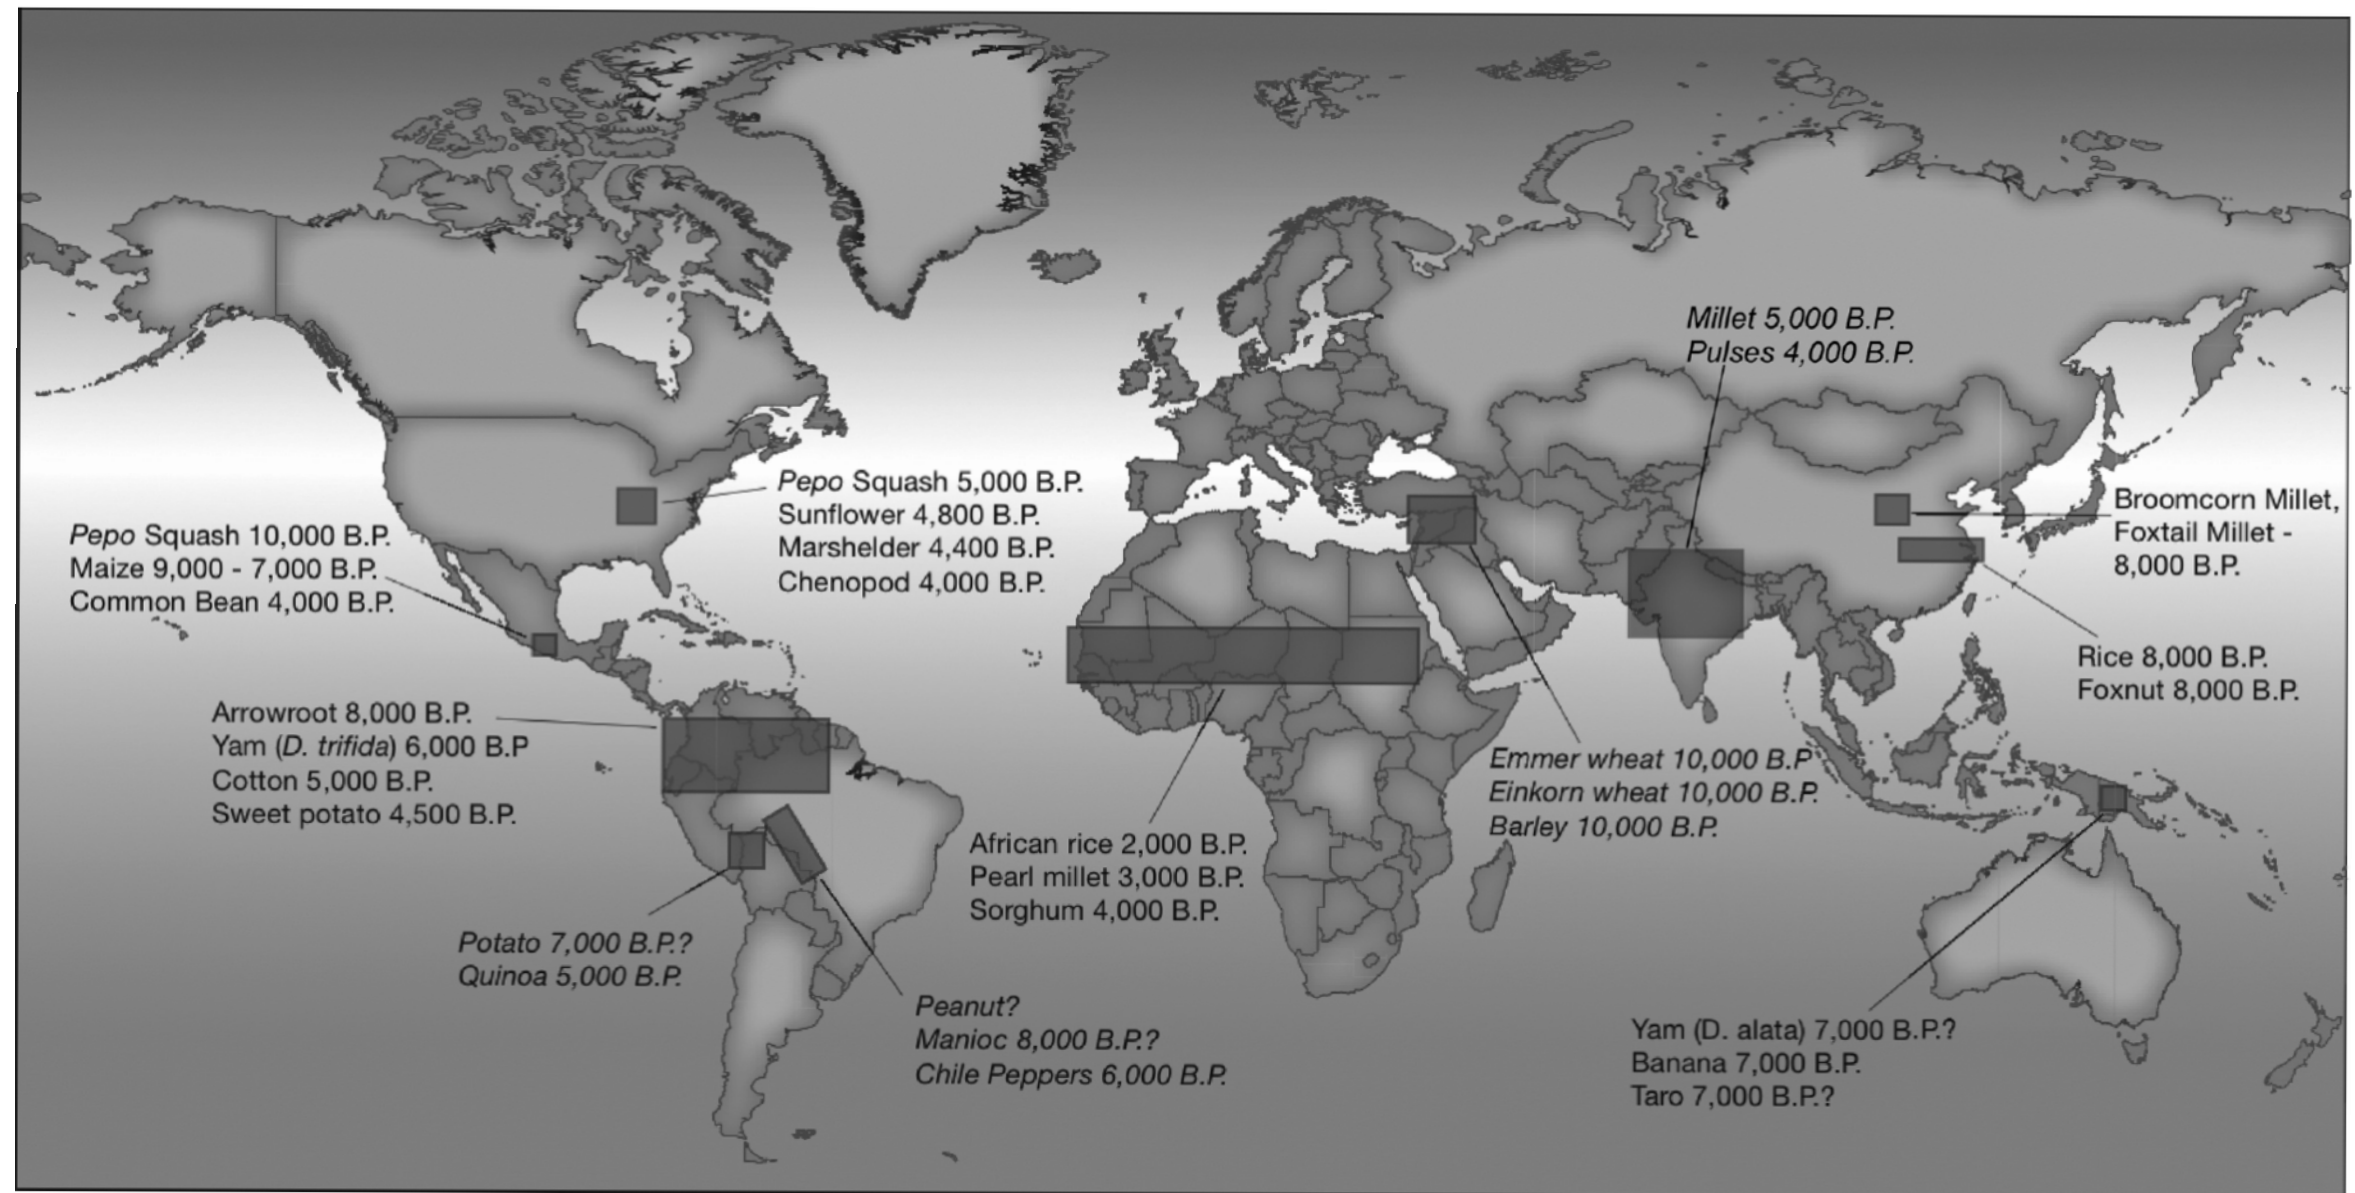 Millet 5,000 B.P.
Pulses 4,000 B.P.
Pepo Squash 5,000 B.P.
Sunflower 4,800 B.P.
Marshelder 4,400 B.P.
Chenopod 4,000 B.P.
Broomcorn Millet,
Foxtail Millet -
8,000 B.P.
Pepo Squash 10,000 B.P.
Maize 9,000 - 7,000 B.P.
Common Bean 4,000 B.P.
Rice 8,000 B.P.
Foxnut 8,000 B.P.
Arrowroot 8,000 B.P.
Yam (D. trifida) 6,000 B.P
Cotton 5,000 B.P.
Sweet potato 4,500 B.P.
Emmer wheat 10,000 B.P
Einkorn wheat 10,000 B.P.
Barley 10,000 B.P.
African rice 2,000 B.P.
Pearl millet 3,000 B.P.
Sorghum 4,000 B.P.
Potato 7,000 B.P.?
Quinoa 5,000 B.P.
Peanut?
Manioc 8,000 B.P.?
Chile Peppers 6,000 B.P.
Yam (D. alata) 7,000 B.P.?
Banana 7,000 B.P.
Taro 7,000 B.P.?